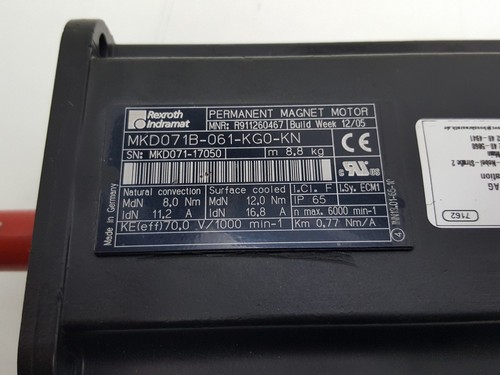 Rexroth
Indramat
PERMANENT MAGNET MOTOR
MNR: R911260467 Build Week 12/05
MKD071B-061-KG0-KN
SN: MKD071-17050 m 8,8 kg
CE
Made in Germany
Natural convection
MdN 8,0 Nm
IdN 11,2 A
Surface cooled
MdN 12,0 Nm
IdN 16,8 A
I.Cl. F I.Sy. ECM1
IP 65
n max. 6000 min-1
KE(eff)70,0 V/1000 min-1 Km 0,77 Nm/A
4
AG
7162